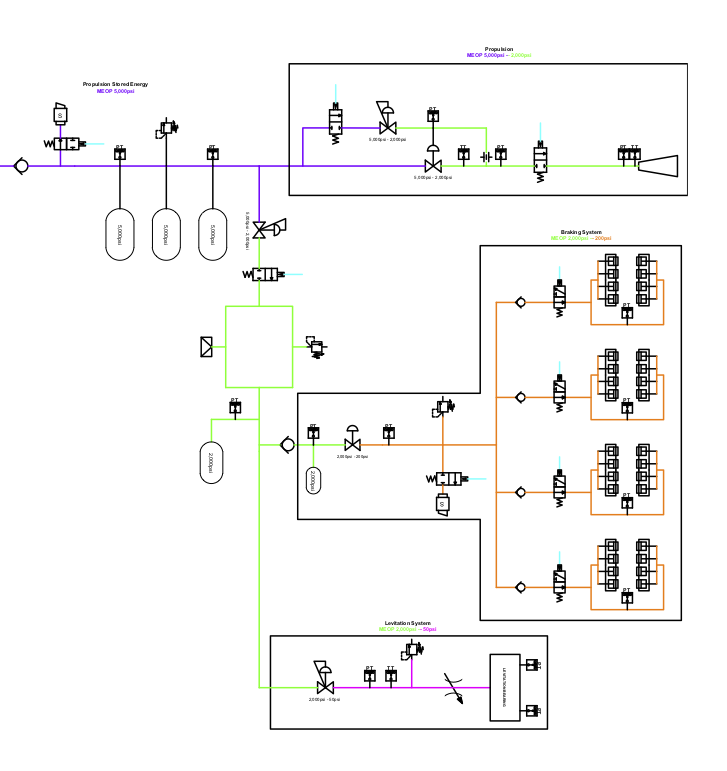 Propulsion
MEOP 5,000psi - 2,000psi
Propulsion Stored Energy
MEOP 5,000psi
S
PT
PT
PT
5,000psi - 2,000psi
TT
PT
PT TT
5,000psi - 2,000psi
PT
5,000psi
5,000psi
5,000psi
5,000psi - 2,000psi
Braking System
MEOP 2,000psi - 200psi
PT
PT
PT
PT
PT
PT
2,000psi - 200psi
2,000psi
2,000psi
S
PT
Levitation System
MEOP 2,000psi - 50psi
PT
TT
2,000psi - 50psi